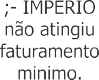 ;- IMPERIO
não atingiu
faturamento
minimo.